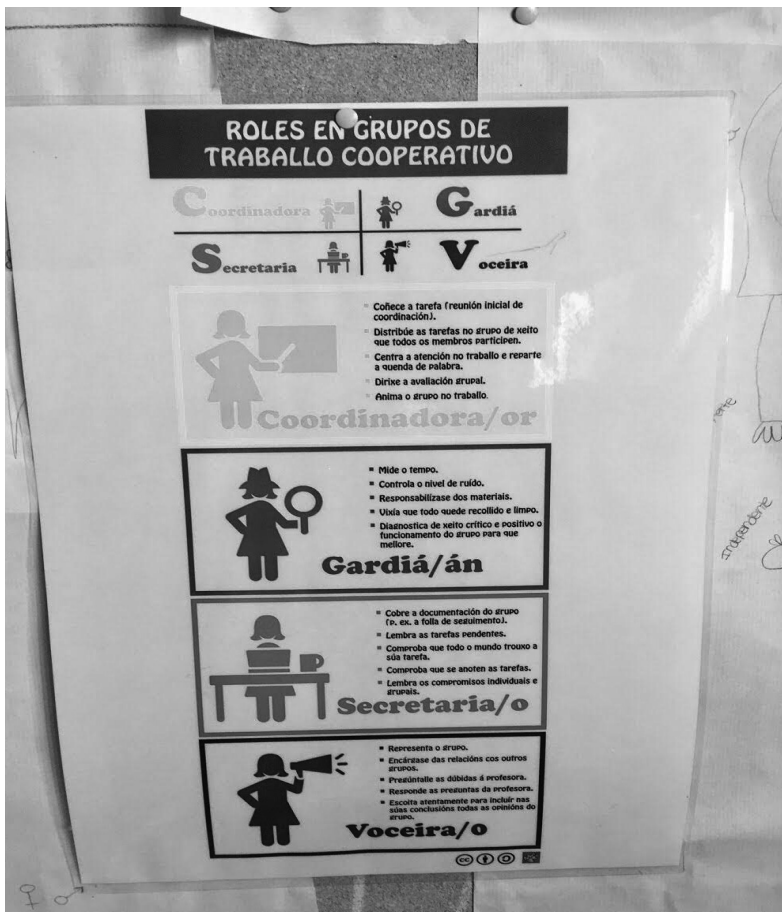 ROLES EN GRUPOS DE
TRABALLO COOPERATIVO
Coordinadora
Gardiá
Secretaria
Voceira
Coñece a tarefa (reunión inicial de
coordinación).
Distribúe as tarefas no grupo de xeito
que todos os membros participen.
Centra a atención no traballo e reparte
a quenda de palabra.
Dirixe a avaliación grupal.
Anima o grupo no traballo.
Coordinadora/or
Mide o tempo.
Controla o nivel de ruído.
Responsabilízase dos materiais.
Vixía que todo quede recollido e limpo.
Diagnostica de xeito crítico e positivo o
funcionamento do grupo para que
mellore.
Gardiá/án
Cobre a documentación do grupo
(p. ex. a folla de seguimento).
Lembra as tarefas pendentes.
Comproba que todo o mundo trouxo a
súa tarefa.
Comproba que se anoten as tarefas.
Lembra os compromisos individuais e
grupais.
Secretaria/o
Representa o grupo.
Encárgase das relacións cos outros
grupos.
Pregúntalle as dúbidas á profesora.
Responde as preguntas da profesora.
Escoita atentamente para incluír nas
súas conclusións todas as opinións do
grupo.
Voceira/o
cc
Independente